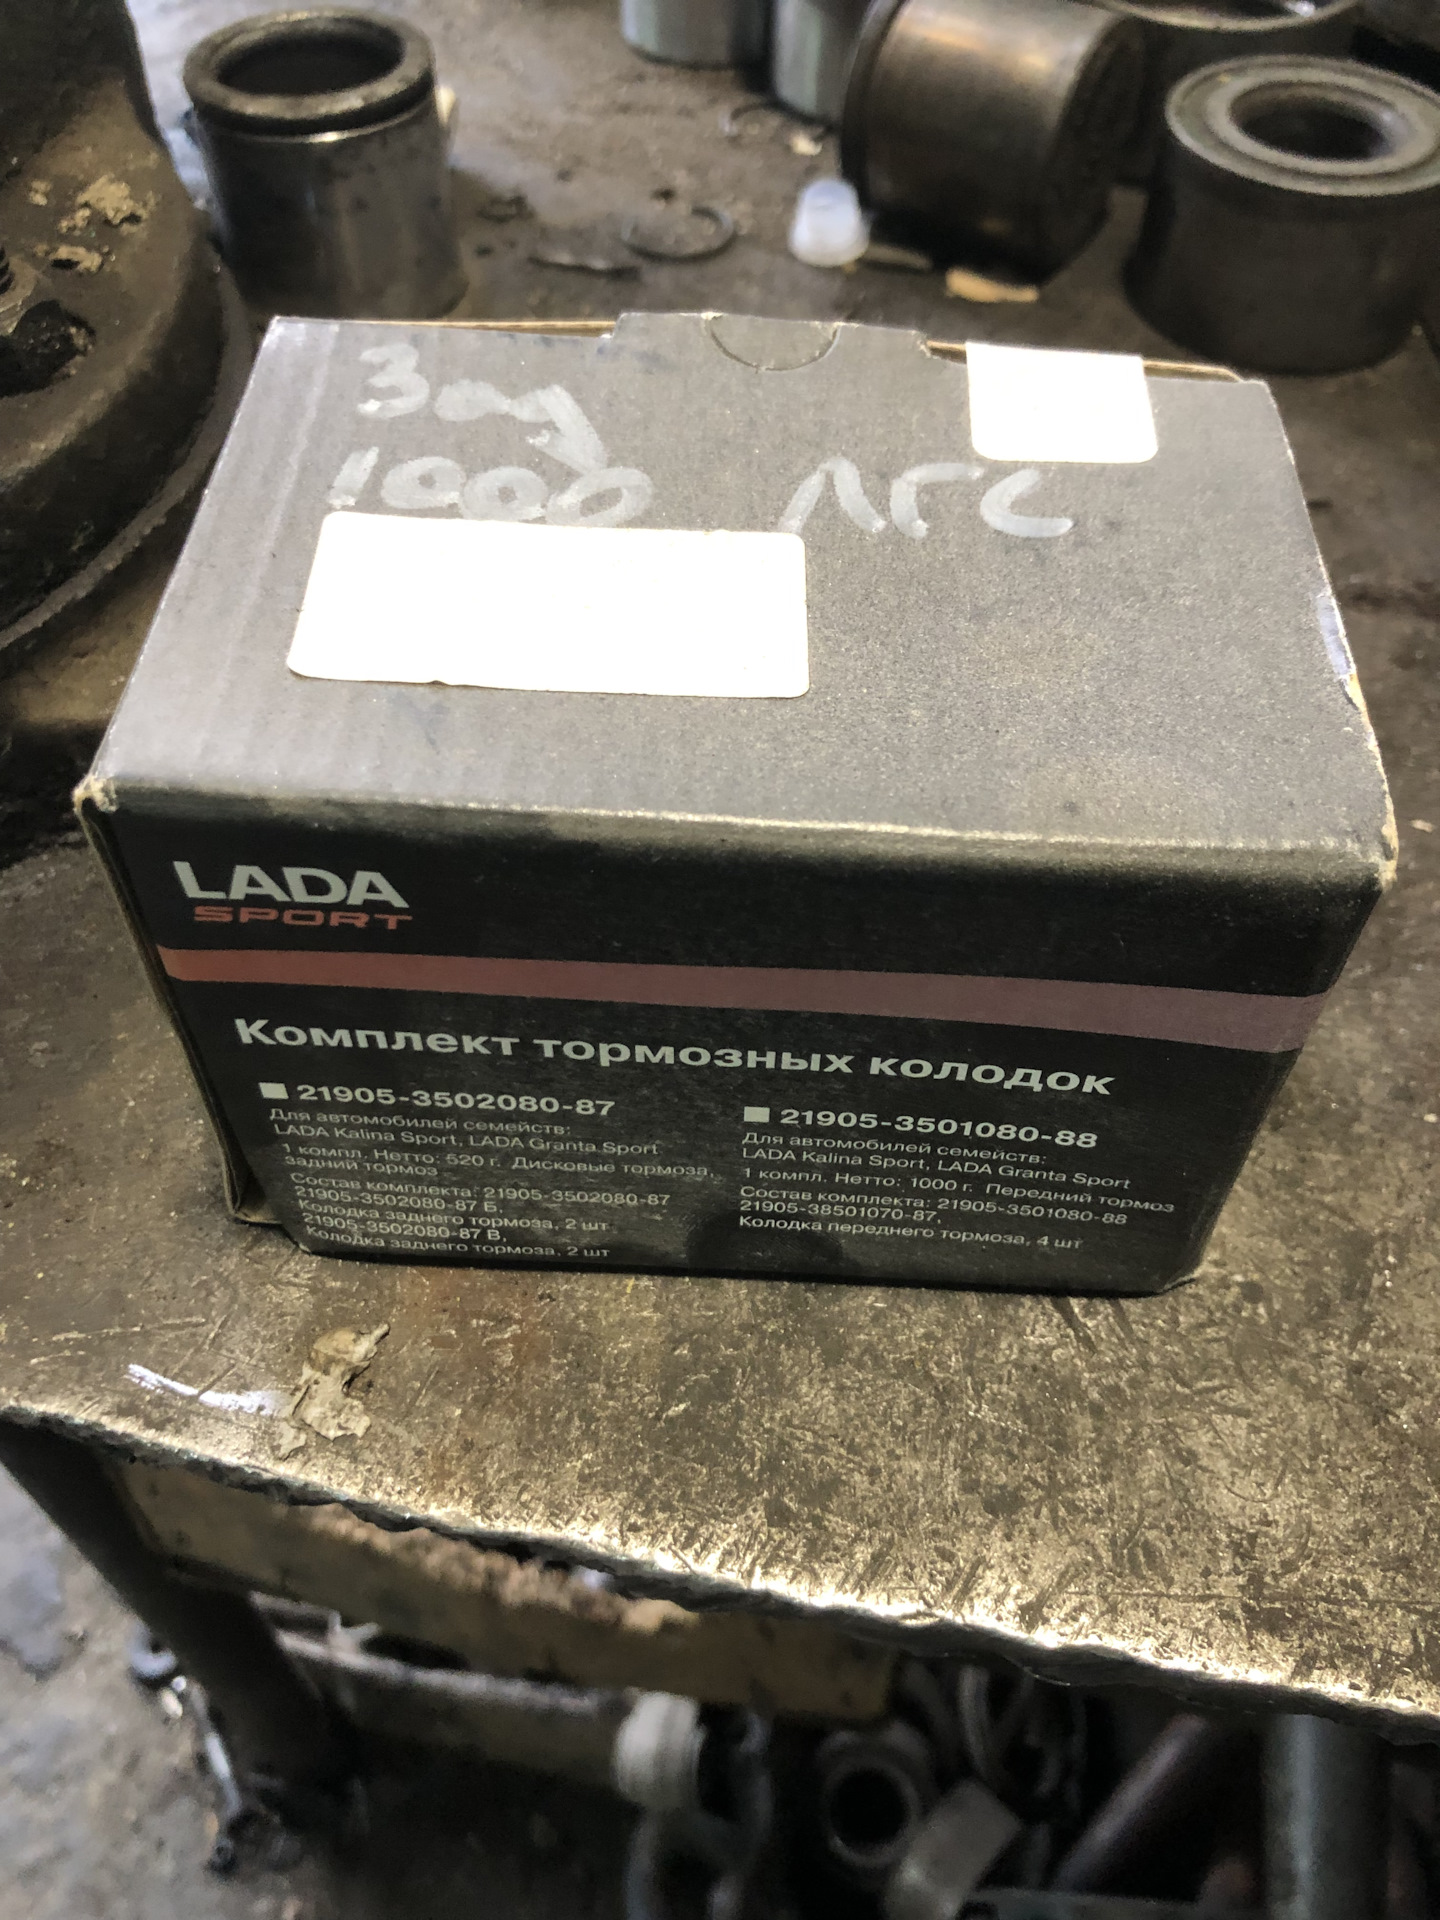 Зад
1000 ЛГС
LADA
SPORT
Комплект тормозных колодок
21905-3502080-87
Для автомобилей семейств:
LADA Kalina Sport, LADA Granta Sport
1 компл. Нетто: 520 г. Дисковые тормоза,
задний тормоз
Состав комплекта: 21905-3502080-87
21905-3502080-87 Б,
Колодка заднего тормоза, 2 шт
21905-3502080-87 В,
Колодка заднего тормоза, 2 шт
21905-3501080-88
Для автомобилей семейств:
LADA Kalina Sport, LADA Granta Sport
1 компл. Нетто: 1000 г. Передний тормоз
Состав комплекта: 21905-3501080-88
21905-38501070-87,
Колодка переднего тормоза, 4 шт